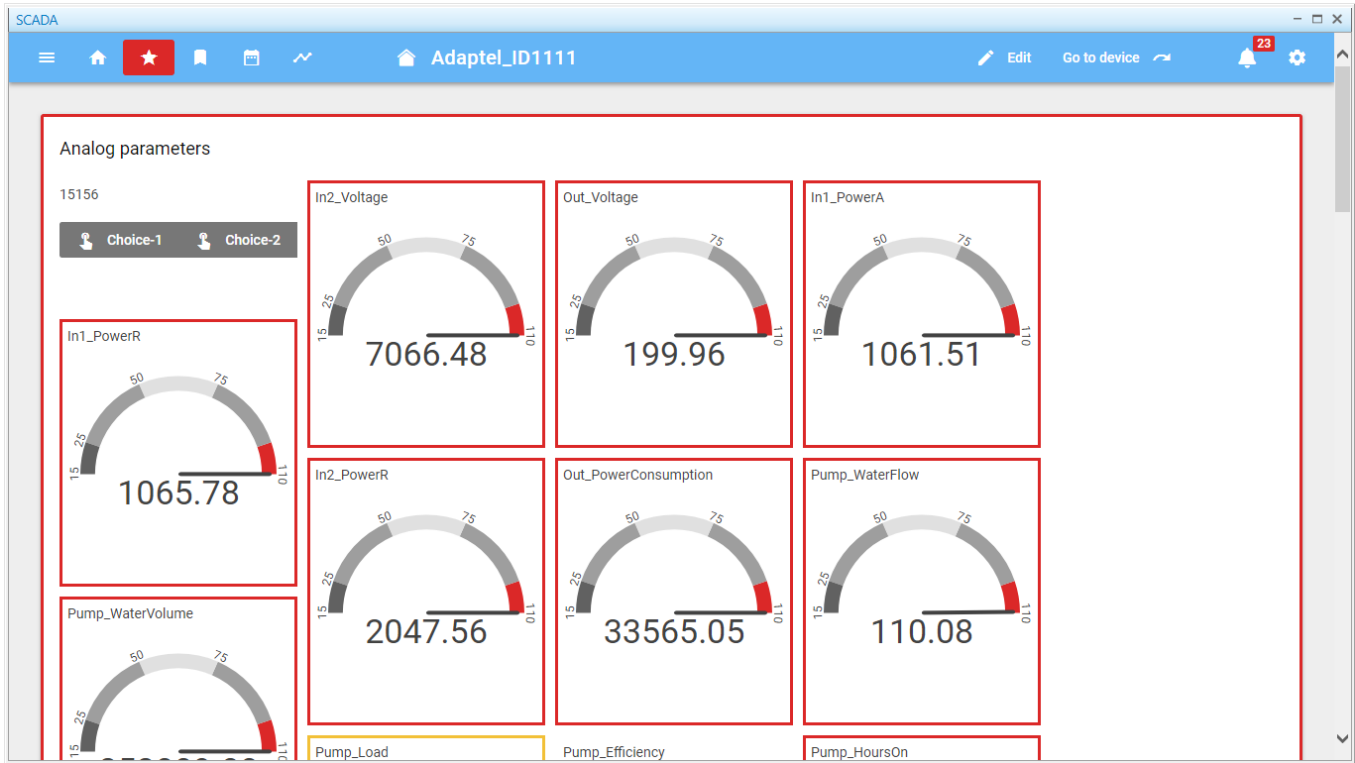 SCADA
Adaptel_ID1111
Edit
Go to device
23
Analog parameters
15156
Choice-1
Choice-2
In2_Voltage
15
25
50
75
110
7066.48
Out_Voltage
15
25
50
75
110
199.96
In1_PowerA
15
25
50
75
110
1061.51
In1_PowerR
15
25
50
75
110
1065.78
In2_PowerR
15
25
50
75
110
2047.56
Out_PowerConsumption
15
25
50
75
110
33565.05
Pump_WaterFlow
15
25
50
75
110
110.08
Pump_WaterVolume
15
25
50
75
110
Pump_Load
Pump_Efficiency
Pump_HoursOn